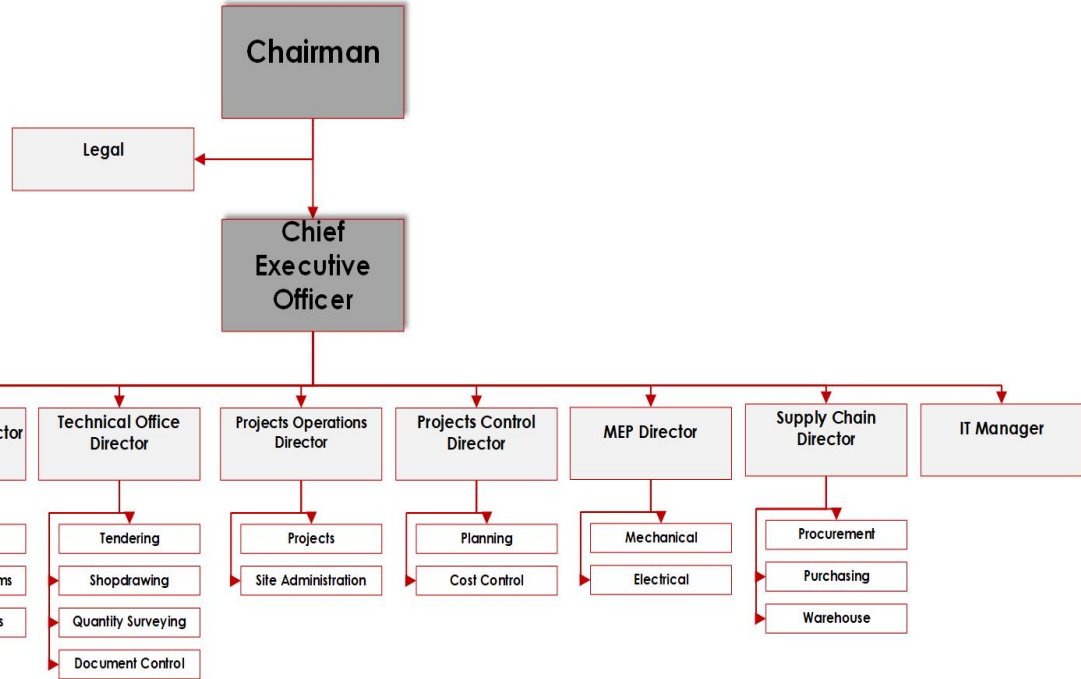 Chairman
Legal
Chief
Executive
Officer
Technical Office
Director
Projects Operations
Director
Projects Control
Director
MEP Director
Supply Chain
Director
IT Manager
Tendering
Shopdrawing
Quantity Surveying
Document Control
Projects
Site Administration
Planning
Cost Control
Mechanical
Electrical
Procurement
Purchasing
Warehouse